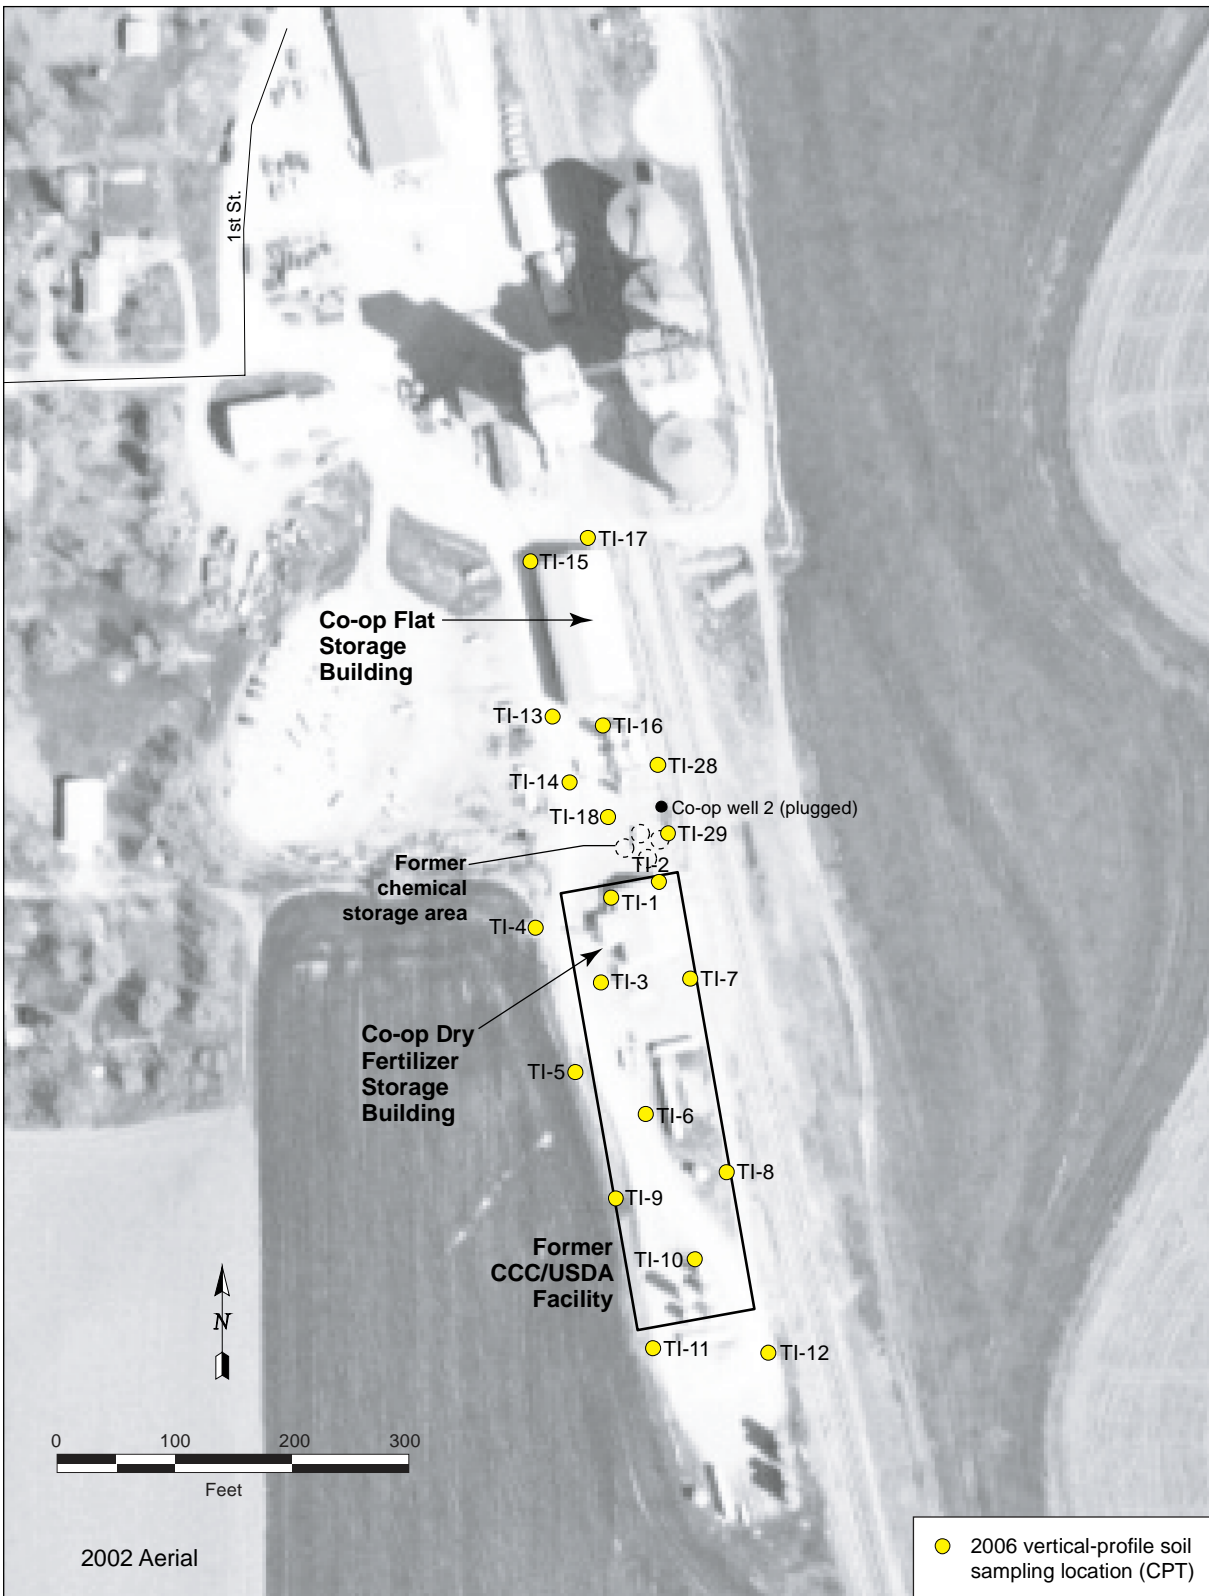 1st St.
TI-17
TI-15
Co-op Flat
Storage
Building
TI-13
TI-16
TI-28
TI-14
Co-op well 2 (plugged)
TI-18
TI-29
Former
chemical
storage area
TI-2
TI-1
TI-4
TI-3
TI-7
Co-op Dry
Fertilizer
Storage
Building
TI-5
TI-6
TI-8
TI-9
Former
CCC/USDA
Facility
TI-10
N
TI-11
TI-12
0 100 200 300
Feet
2002 Aerial
2006 vertical-profile soil
sampling location (CPT)